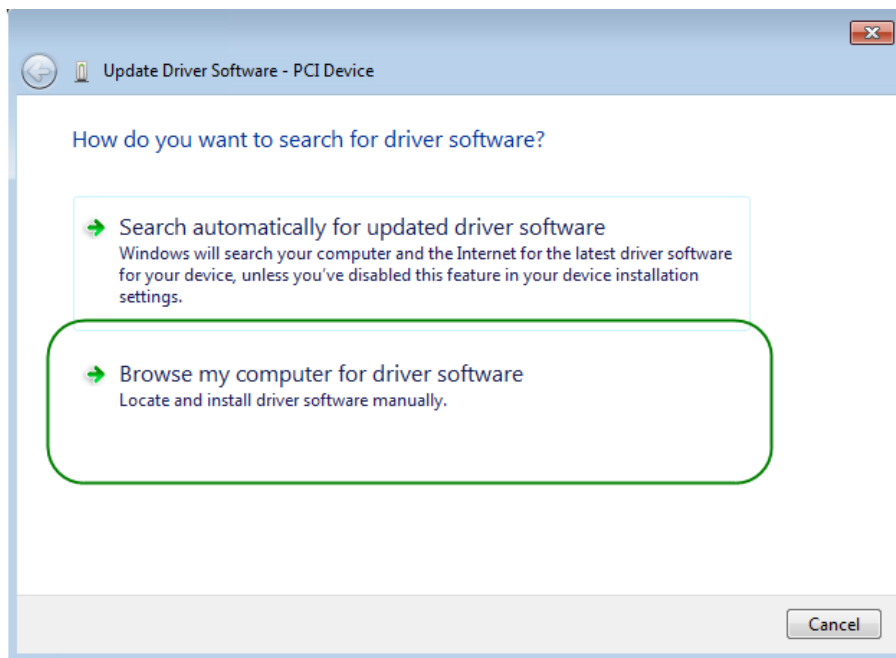 Update Driver Software - PCI Device
How do you want to search for driver software?
Search automatically for updated driver software
Windows will search your computer and the Internet for the latest driver software
for your device, unless you've disabled this feature in your device installation
settings.
Browse my computer for driver software
Locate and install driver software manually.
Cancel